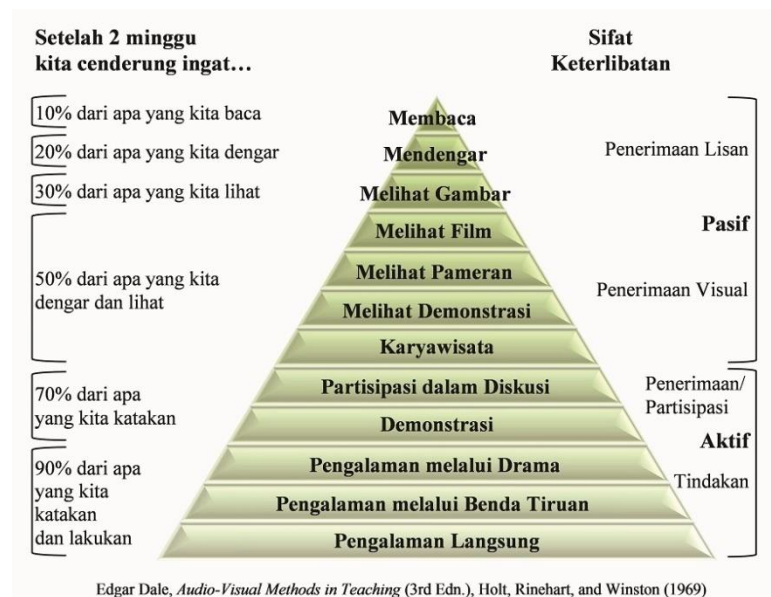 Setelah 2 minggu
kita cenderung ingat…
Sifat
Keterlibatan
10% dari apa yang kita baca
20% dari apa yang kita dengar
30% dari apa yang kita lihat
50% dari apa yang kita
dengar dan lihat
70% dari apa
yang kita katakan
90% dari apa
yang kita
katakan
dan lakukan
Membaca
Mendengar
Melihat Gambar
Melihat Film
Melihat Pameran
Melihat Demonstrasi
Karyawisata
Partisipasi dalam Diskusi
Demonstrasi
Pengalaman melalui Drama
Pengalaman melalui Benda Tiruan
Pengalaman Langsung
Penerimaan Lisan
Pasif
Penerimaan Visual
Penerimaan/
Partisipasi
Aktif
Tindakan
Edgar Dale, Audio-Visual Methods in Teaching (3rd Edn.), Holt, Rinehart, and Winston (1969)